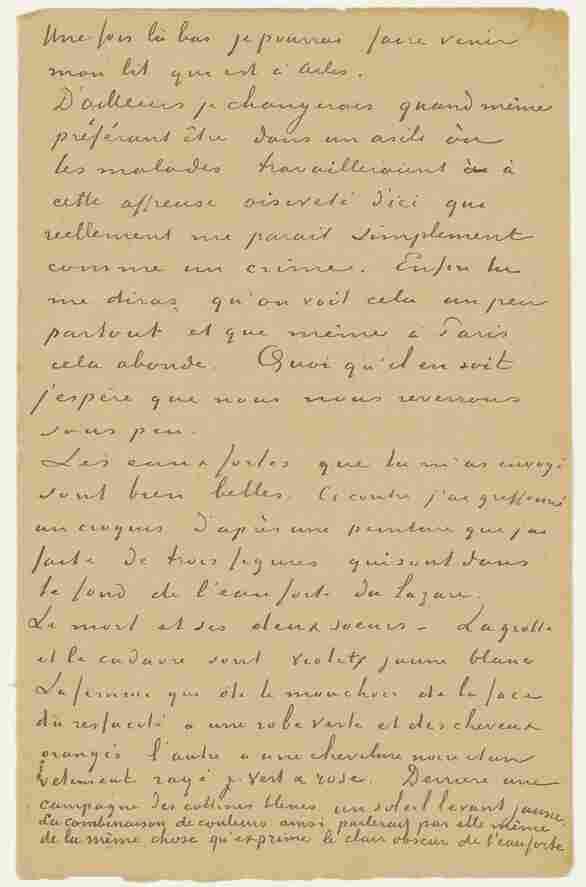 Une fois là bas je pourrai faire venir
mon lit qui est à Arles.
D'ailleurs je changerais quand même
préférant être dans un asile où
les malades travailleraient à
cette affreuse oisiveté d'ici qui
reellement me parait simplement
comme un crime. Enfin tu
me diras, qu'on voit cela un peu
partout et que même à Paris
cela abonde. Quoi qu'il en soit
j'espère que nous nous reverrons
sous peu.
Les eaux fortes que tu m'as envoyé
sont bien belles. Ci contre j'ai greffonné
un croquis d'après une peinture que j'ai
faite de trois figures qui sont dans
le fond de l'eau forte du lazare.
Le mort et ses deux soeurs – La grotte
et le cadavre sont violet jaune blanc
La femme qui ôte le mouchoir de la face
du resuscité a une robe verte et des cheveux
orangés l'autre a une chevelure noire et un
vetement rayé vert & rose. Derrière une
campagne des collines bleues, un soleil levant jaune.
La combinaison de couleurs ainsi parlerait par elle même
de la même chose qu'exprime le clair obscur de l'eau forte